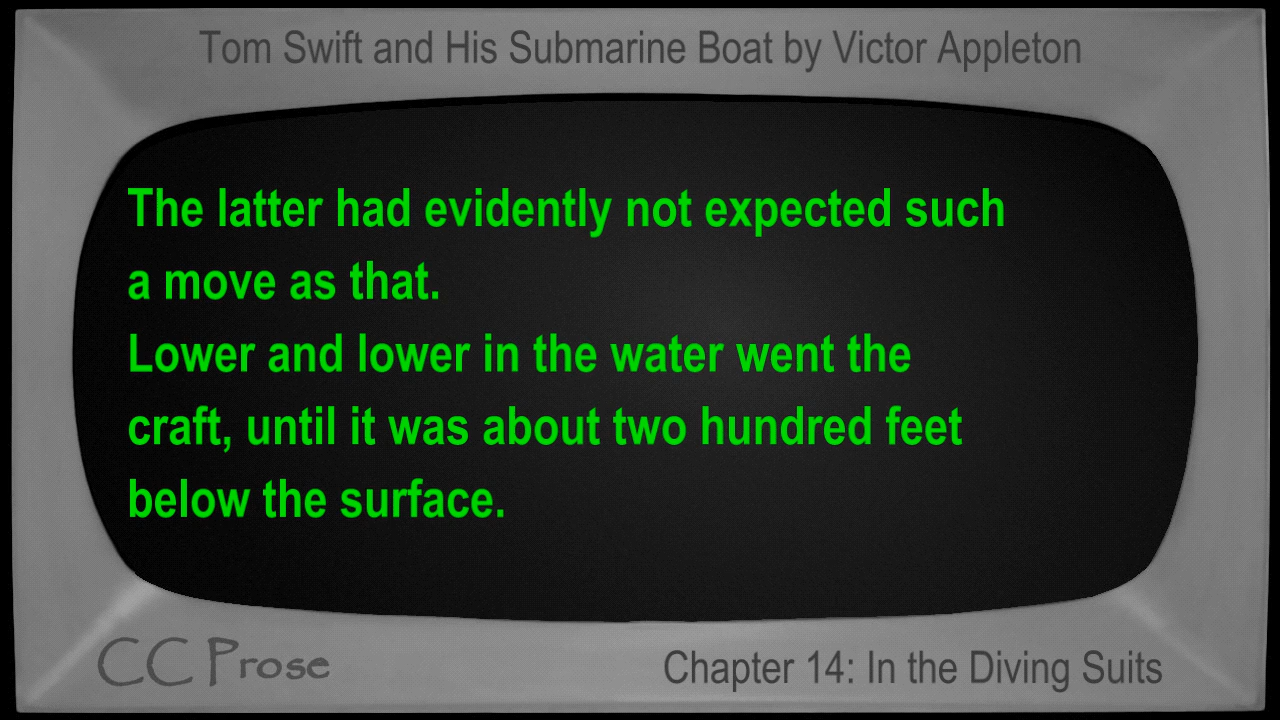 Tom Swift and His Submarine Boat by Victor Appleton
The latter had evidently not expected such
a move as that.
Lower and lower in the water went the
craft, until it was about two hundred feet
below the surface.
CC Prose
Chapter 14: In the Diving Suits